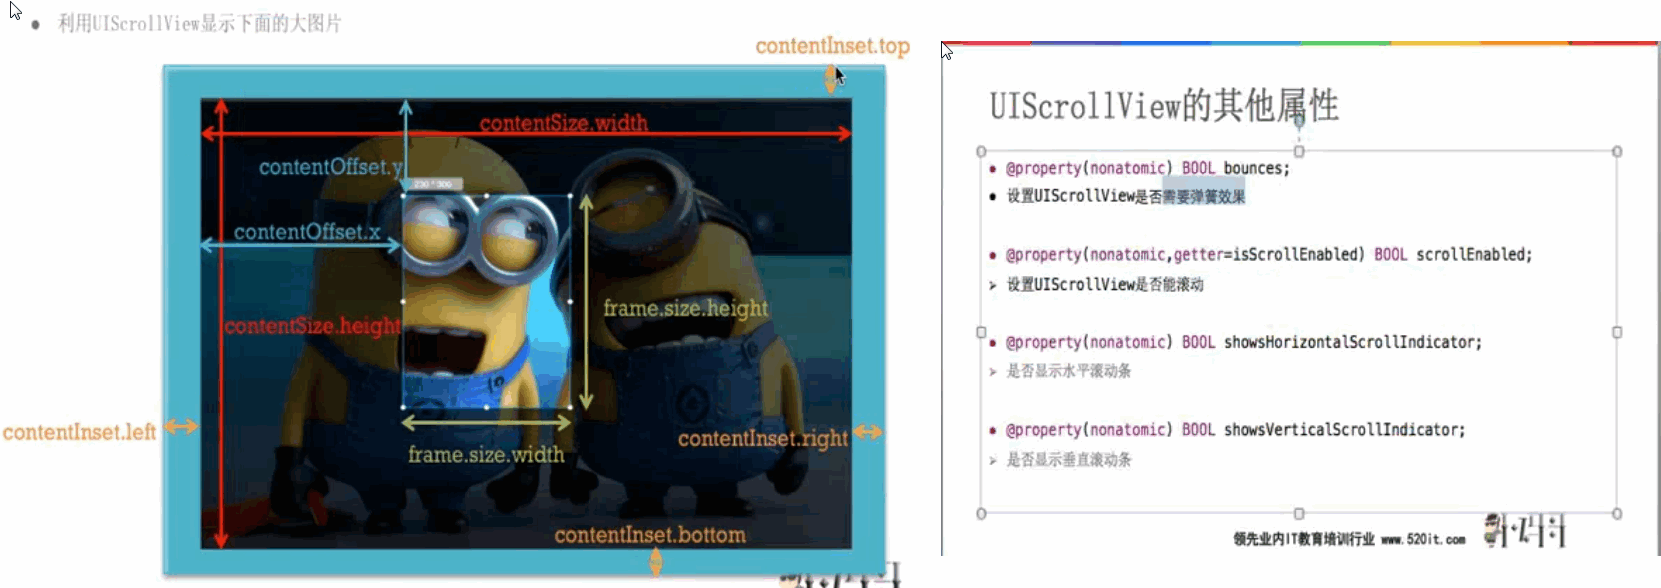 利用UIScrollView显示下面的大图片
contentInset.top
contentSize.width
contentOffset.y
230 * 300
contentOffset.x
frame.size.height
contentSize.height
contentInset.left
contentInset.right
frame.size.width
contentInset.bottom
UIScrollView的其他属性
@property(nonatomic) BOOL bounces;
设置UIScrollView是否需要弹簧效果
@property(nonatomic,getter=isScrollEnabled) BOOL scrollEnabled;
设置UIScrollView是否能滚动
@property(nonatomic) BOOL showsHorizontalScrollIndicator;
是否显示水平滚动条
@property(nonatomic) BOOL showsVerticalScrollIndicator;
是否显示垂直滚动条
领先业内IT教育培训行业 www.520it.com